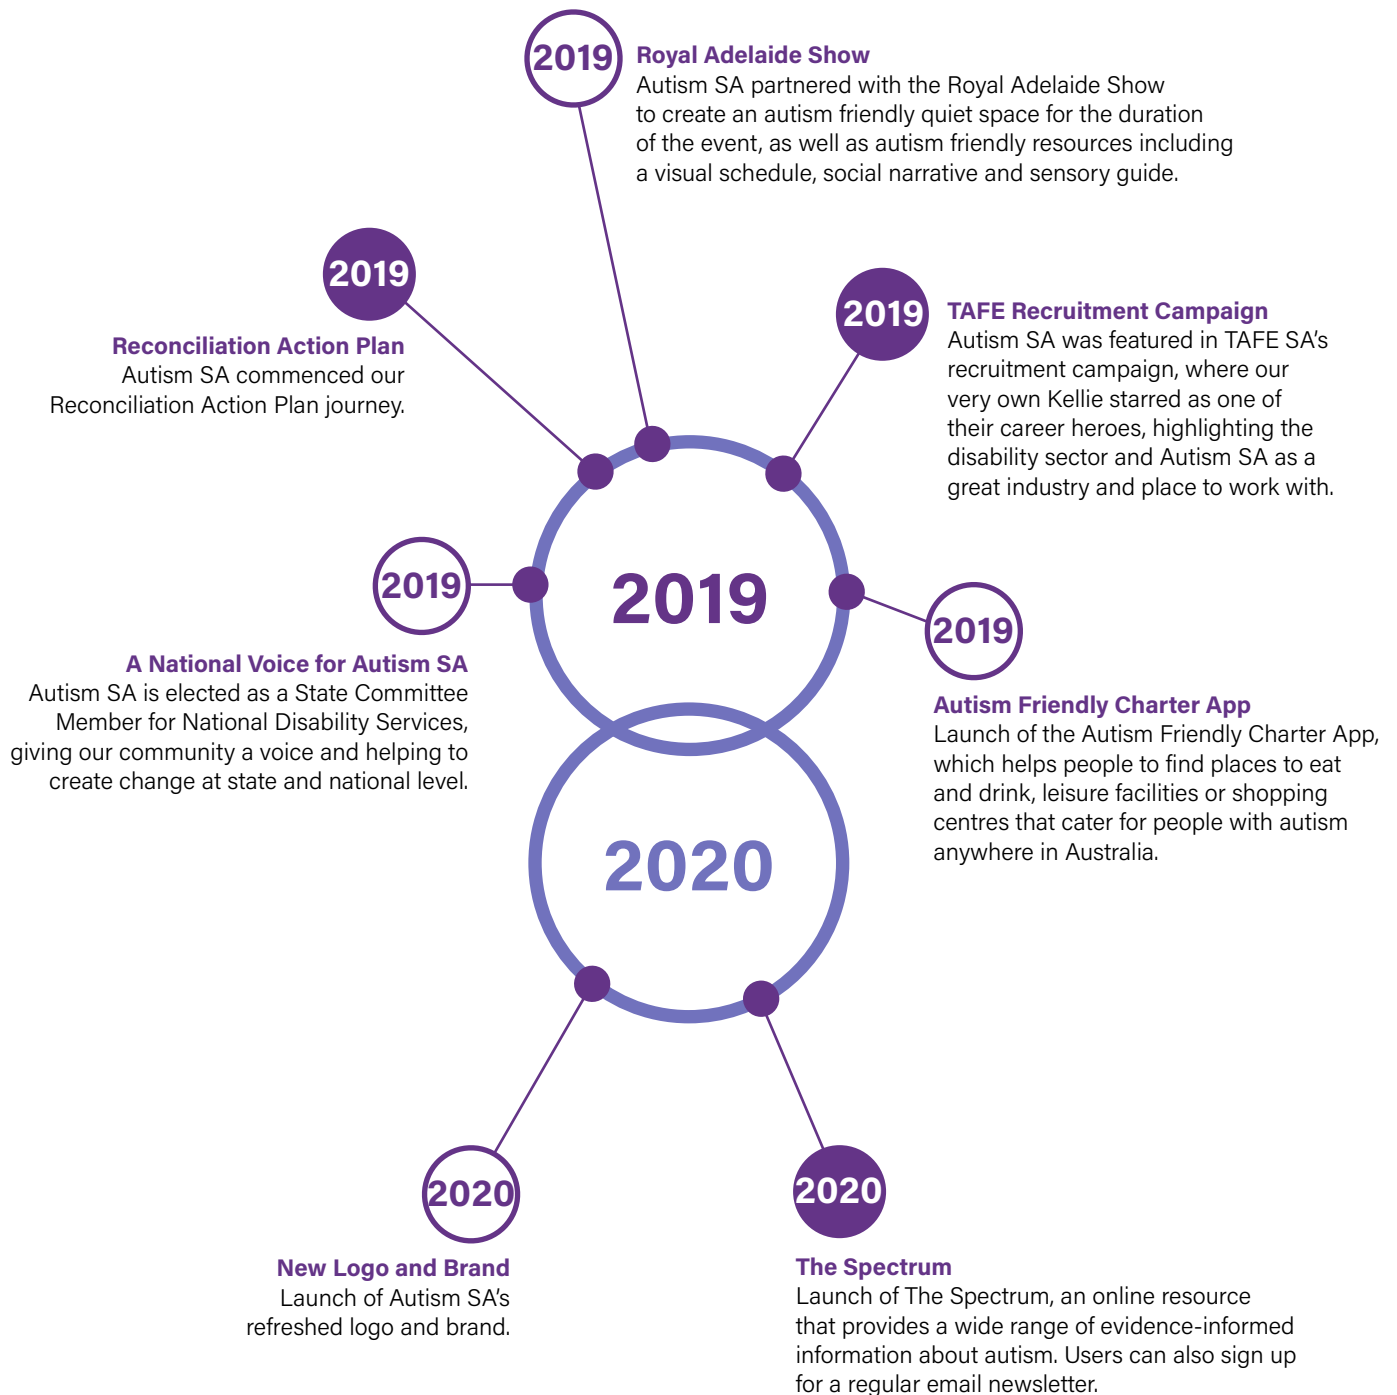 2019
Royal Adelaide Show
Autism SA partnered with the Royal Adelaide Show
to create an autism friendly quiet space for the duration
of the event, as well as autism friendly resources including
a visual schedule, social narrative and sensory guide.
2019
Reconciliation Action Plan
Autism SA commenced our
Reconciliation Action Plan journey.
2019
TAFE Recruitment Campaign
Autism SA was featured in TAFE SA’s
recruitment campaign, where our
very own Kellie starred as one of
their career heroes, highlighting the
disability sector and Autism SA as a
great industry and place to work with.
2019
2019
A National Voice for Autism SA
Autism SA is elected as a State Committee
Member for National Disability Services,
giving our community a voice and helping to
create change at state and national level.
2019
Autism Friendly Charter App
Launch of the Autism Friendly Charter App,
which helps people to find places to eat
and drink, leisure facilities or shopping
centres that cater for people with autism
anywhere in Australia.
2020
2020
New Logo and Brand
Launch of Autism SA’s
refreshed logo and brand.
2020
The Spectrum
Launch of The Spectrum, an online resource
that provides a wide range of evidence-informed
information about autism. Users can also sign up
for a regular email newsletter.